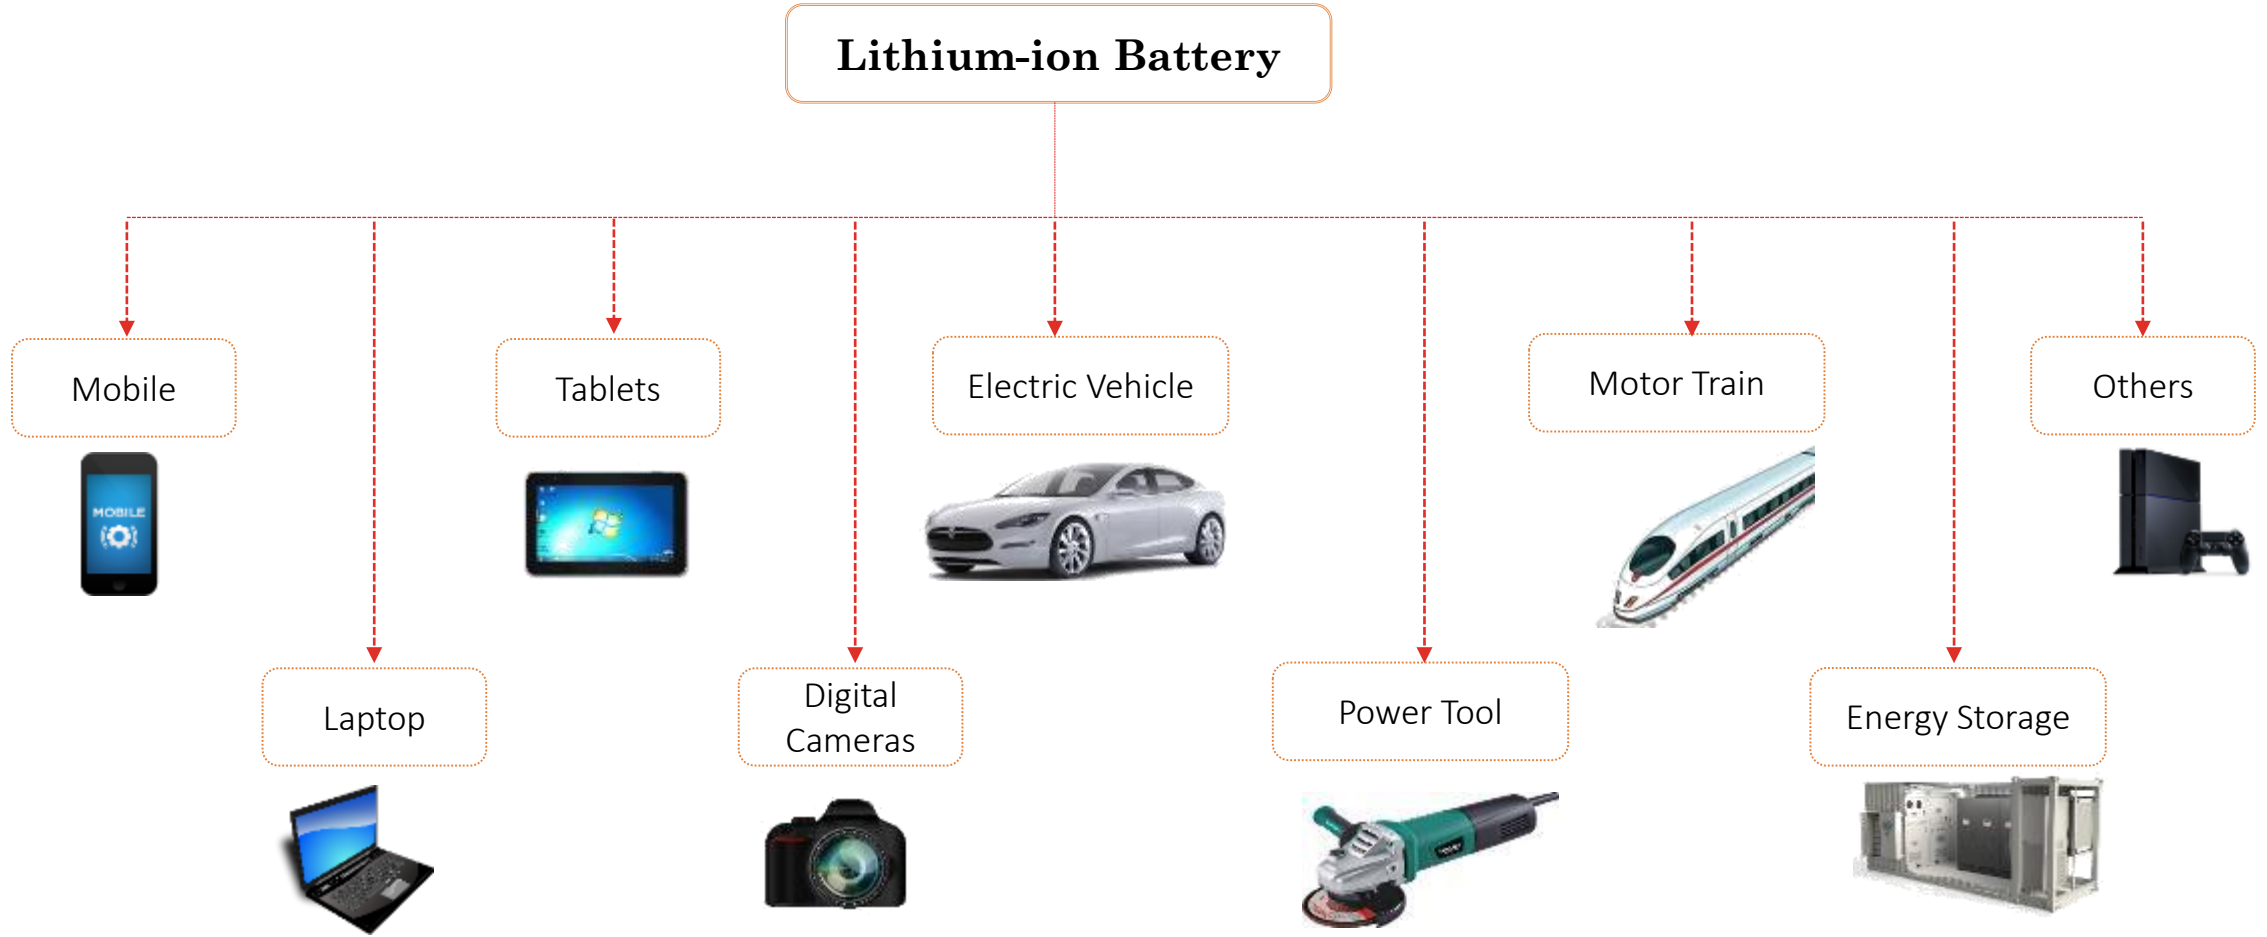 Lithium-ion Battery
Mobile
Tablets
Electric Vehicle
Motor Train
Others
MOBILE
Laptop
Digital
Cameras
Power Tool
Energy Storage